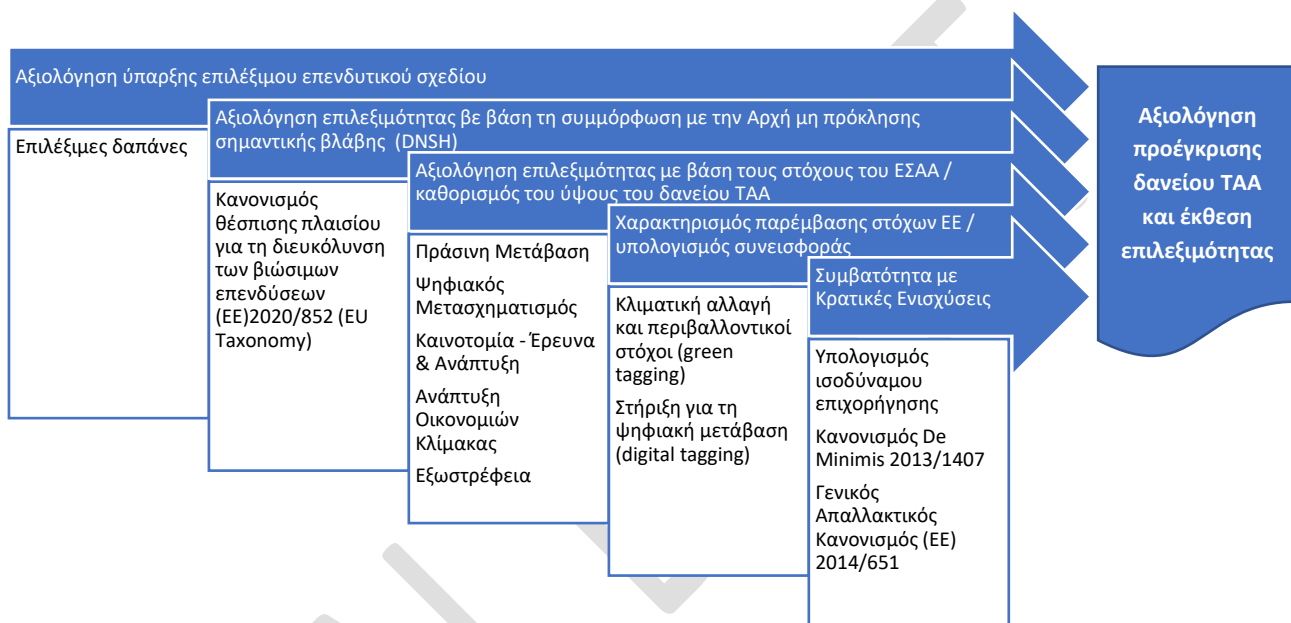 Αξιολόγηση ύπαρξης επιλέξιμου επενδυτικού σχεδίου
Επιλέξιμες δαπάνες
Αξιολόγηση επιλεξιμότητας βε βάση τη συμμόρφωση με την Αρχή μη πρόκλησης
σημαντικής βλάβης (DNSH)
Κανονισμός
θέσπισης πλαισίου
για τη διευκόλυνση
των βιώσιμων
επενδύσεων
(ΕΕ)2020/852 (EU
Taxonomy)
Αξιολόγηση επιλεξιμότητας με βάση τους στόχους του ΕΣΑΑ /
καθορισμός του ύψους του δανείου ΤΑΑ
Πράσινη Μετάβαση
Ψηφιακός
Μετασχηματισμός
Καινοτομία - Έρευνα
& Ανάπτυξη
Ανάπτυξη
Οικονομιών
Κλίμακας
Εξωστρέφεια
Χαρακτηρισμός παρέμβασης στόχων ΕΕ /
υπολογισμός συνεισφοράς
Κλιματική αλλαγή
και περιβαλλοντικοί
στόχοι (green
tagging)
Στήριξη για τη
ψηφιακή μετάβαση
(digital tagging)
Συμβατότητα με
Κρατικές Ενισχύσεις
Υπολογισμός
ισοδύναμου
επιχορήγησης
Κανονισμός De
Minimis 2013/1407
Γενικός
Απαλλακτικός
Κανονισμός (ΕΕ)
2014/651
Αξιολόγηση
προέγκρισης
δανείου ΤΑΑ
και έκθεση
επιλεξιμότητας